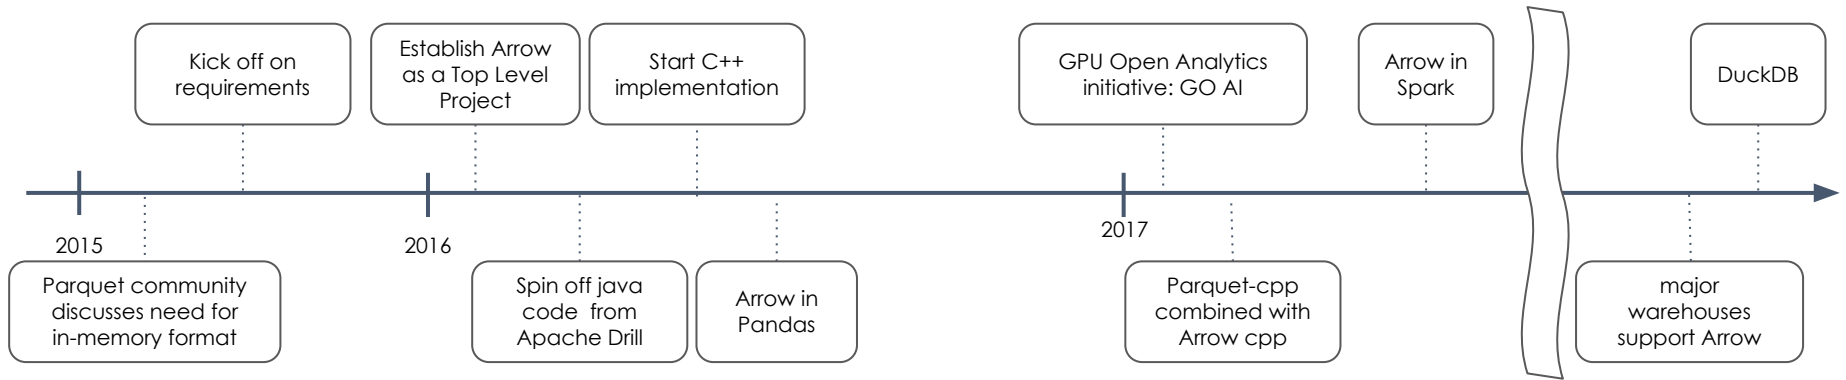 Kick off on
requirements
Establish Arrow
as a Top Level
Project
Start C++
implementation
GPU Open Analytics
initiative: GO AI
Arrow in
Spark
DuckDB
2015
2016
2017
Parquet community
discusses need for
in-memory format
Spin off java
code  from
Apache Drill
Arrow in
Pandas
Parquet-cpp
combined with
Arrow cpp
major
warehouses
support Arrow